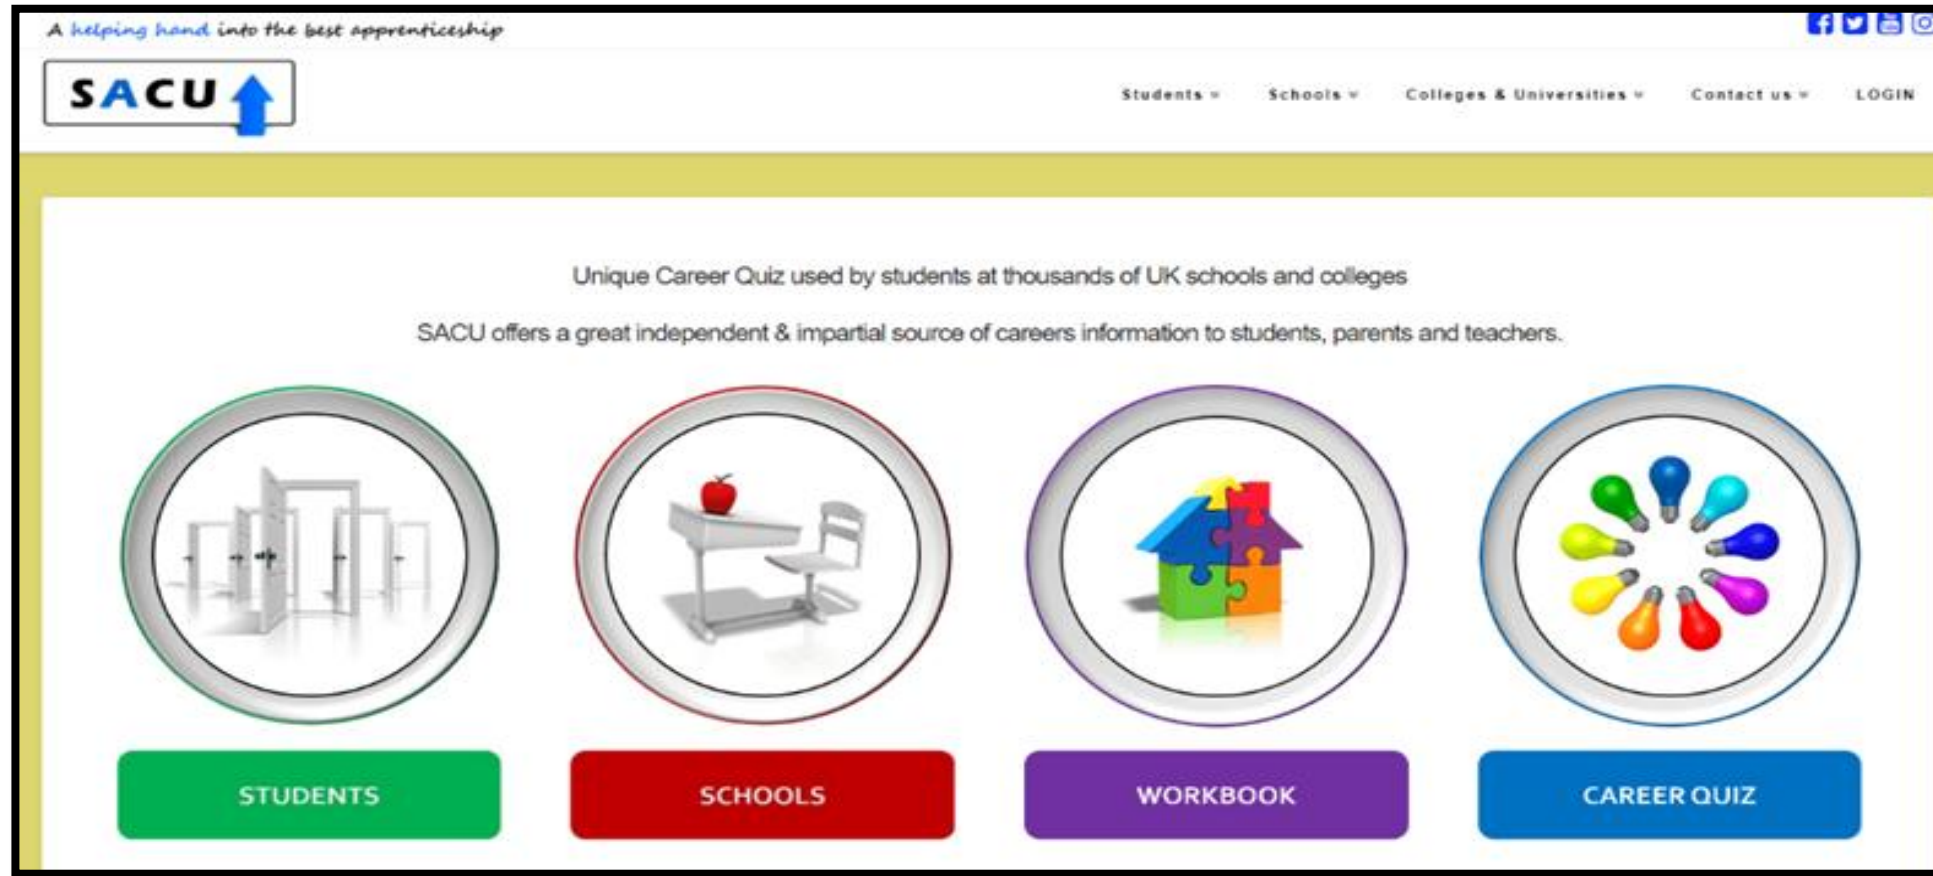 A helping hand into the best apprenticeship
SACU
Students Schools Colleges & Universities Contact us LOGIN
Unique Career Quiz used by students at thousands of UK schools and colleges
SACU offers a great independent & impartial source of careers information to students, parents and teachers.
STUDENTS SCHOOLS WORKBOOK CAREER QUIZ